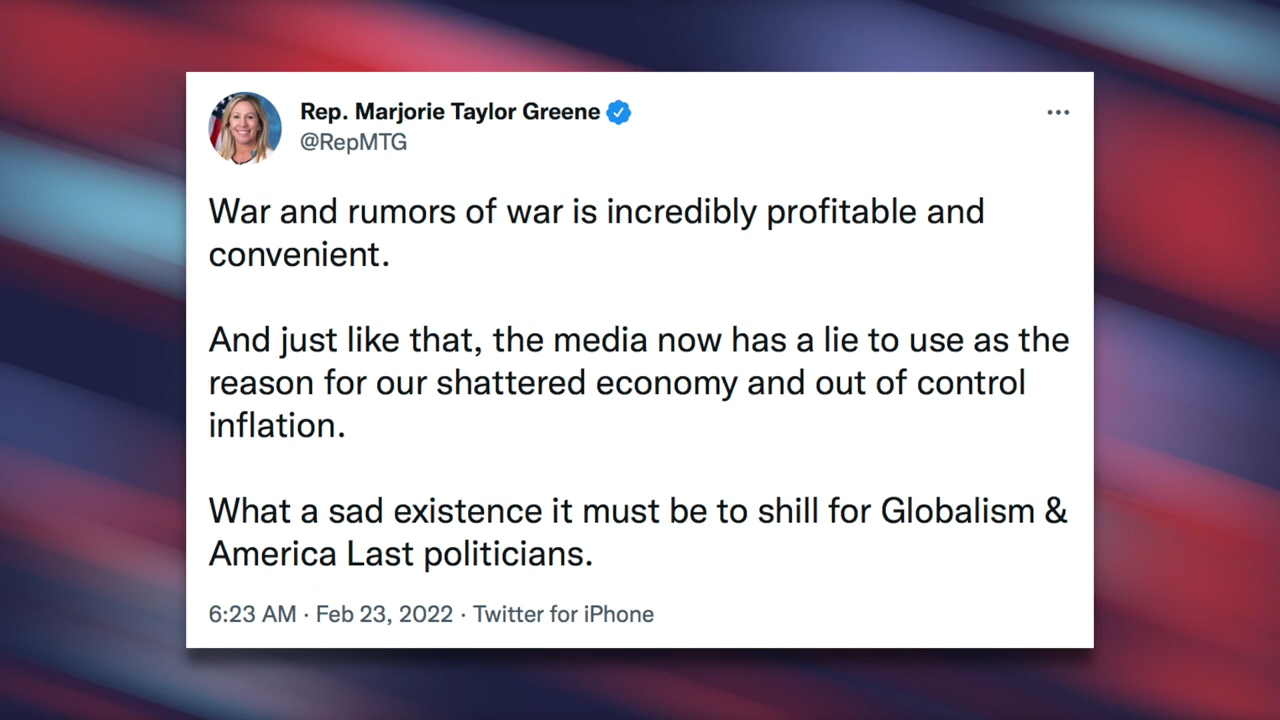 Rep. Marjorie Taylor Greene
@RepMTG
War and rumors of war is incredibly profitable and
convenient.
And just like that, the media now has a lie to use as the
reason for our shattered economy and out of control
inflation.
What a sad existence it must be to shill for Globalism &
America Last politicians.
6:23 AM · Feb 23, 2022 · Twitter for iPhone